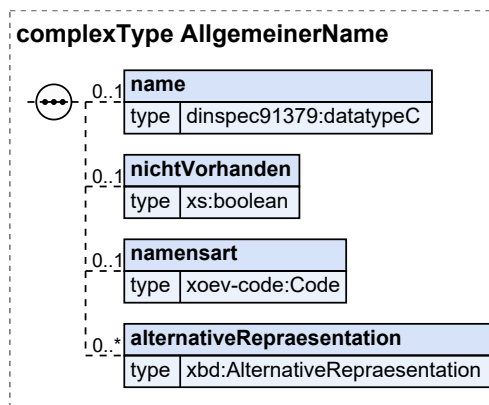 complexType AllgemeinerName
0..1
name
type dinspec91379:datatypeC
0..1
nichtVorhanden
type xs:boolean
0..1
namensart
type xoev-code:Code
0..*
alternativeRepraesentation
type xbd:AlternativeRepraesentation